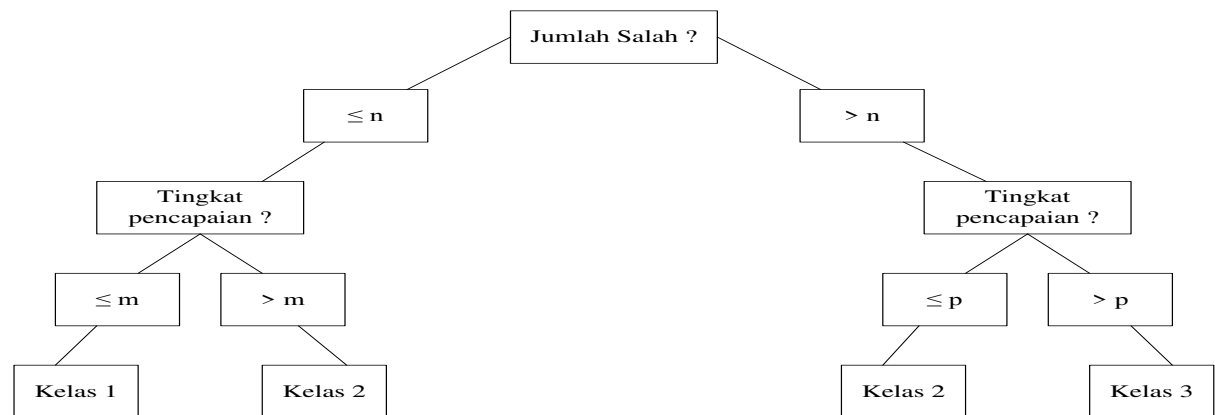 Jumlah Salah ?
≤ n
> n
Tingkat
pencapaian ?
Tingkat
pencapaian ?
≤ m
> m
≤ p
> p
Kelas 1
Kelas 2
Kelas 2
Kelas 3